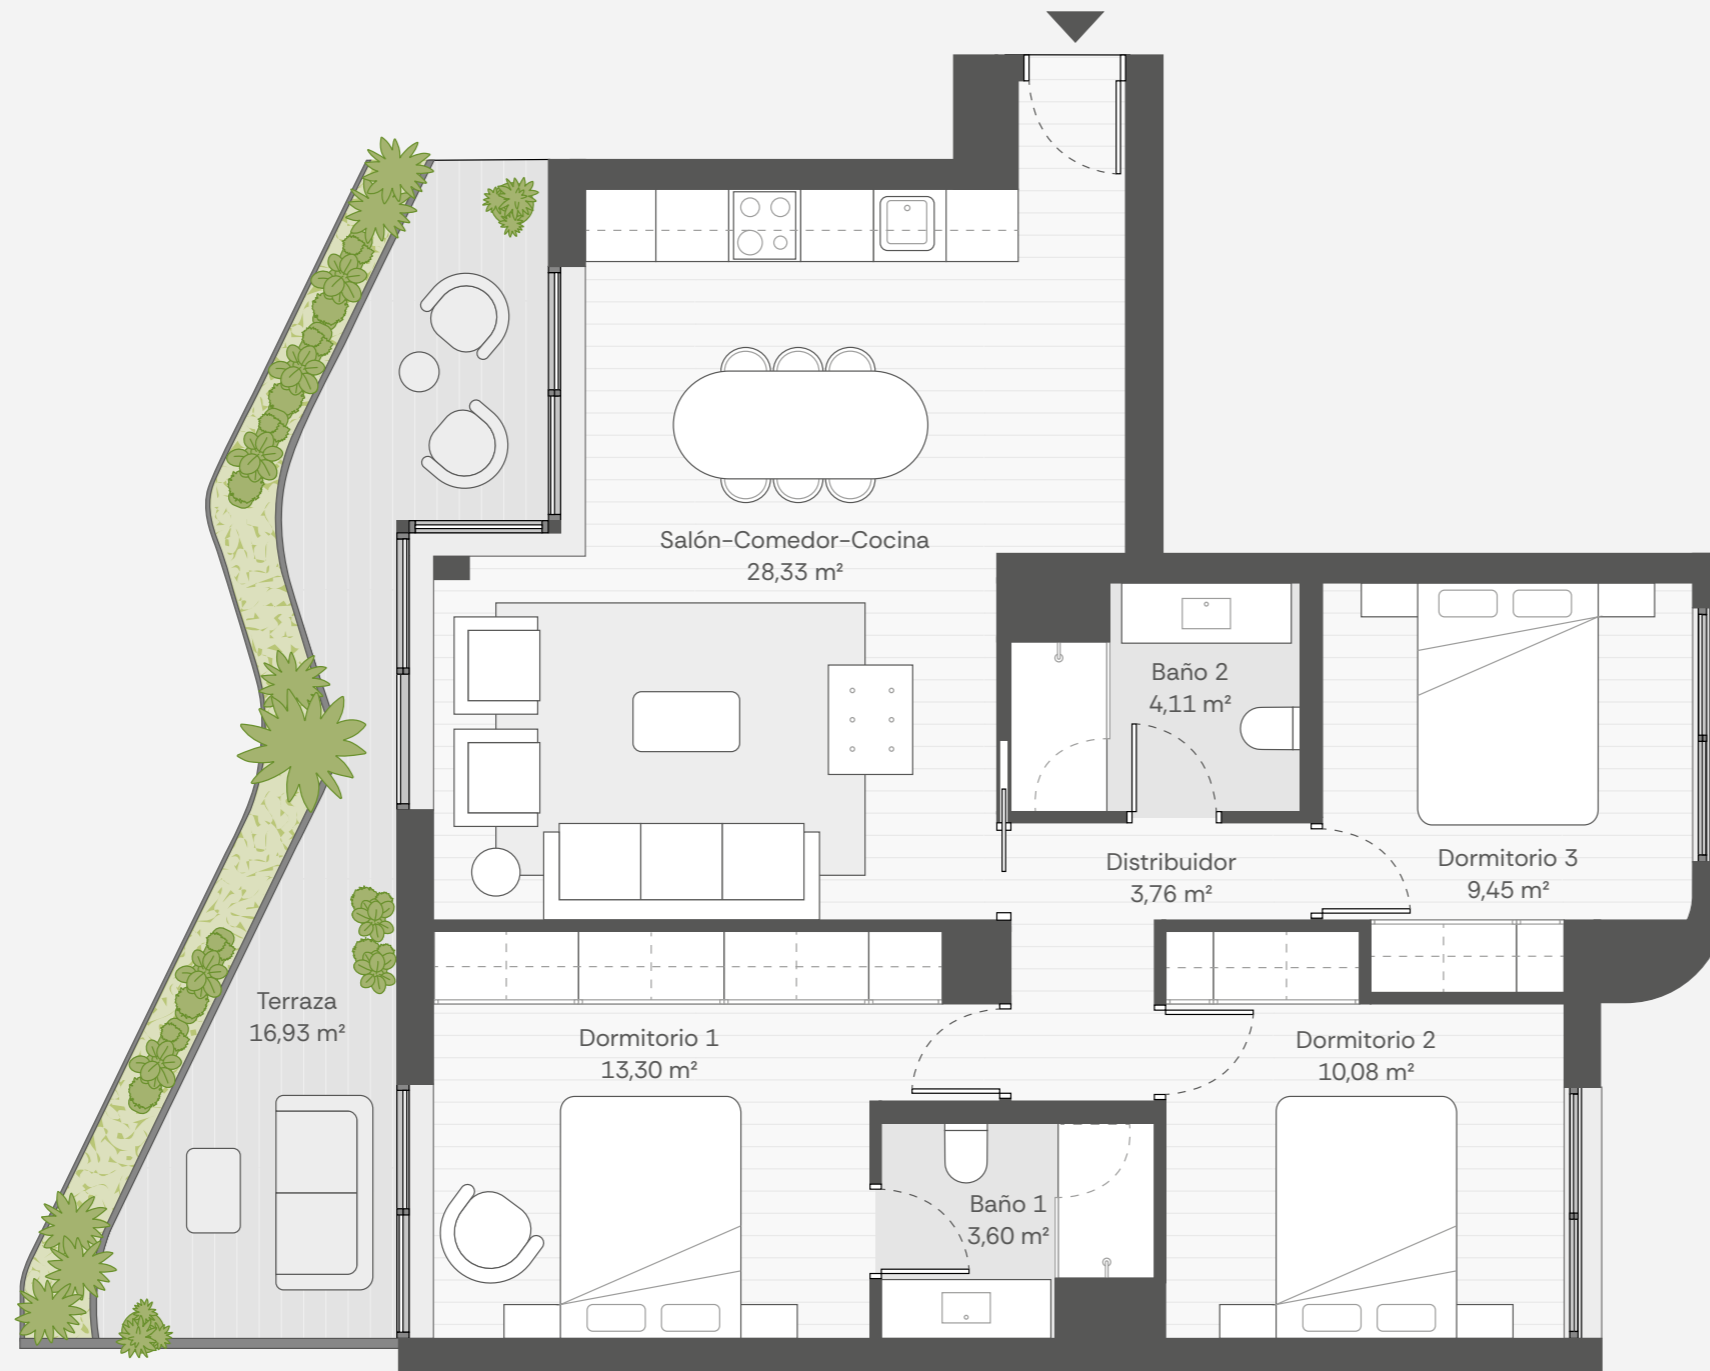 Salón-Comedor-Cocina
28,33 m²
Baño 2
4,11 m²
Distribuidor
3,76 m²
Dormitorio 3
9,45 m²
Terraza
16,93 m²
Dormitorio 1
13,30 m²
Dormitorio 2
10,08 m²
Baño 1
3,60 m²